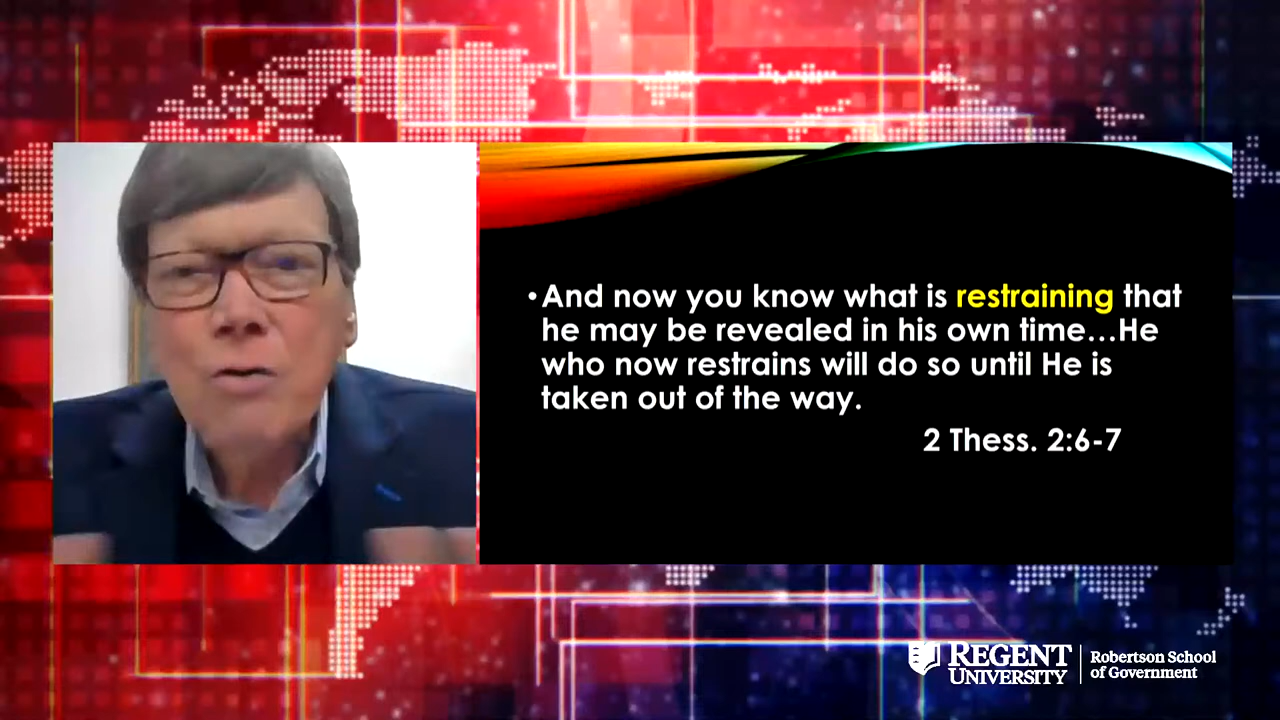 •And now you know what is restraining that
he may be revealed in his own time…He
who now restrains will do so until He is
taken out of the way.
2 Thess. 2:6-7
REGENT
UNIVERSITY
Robertson School
of Government